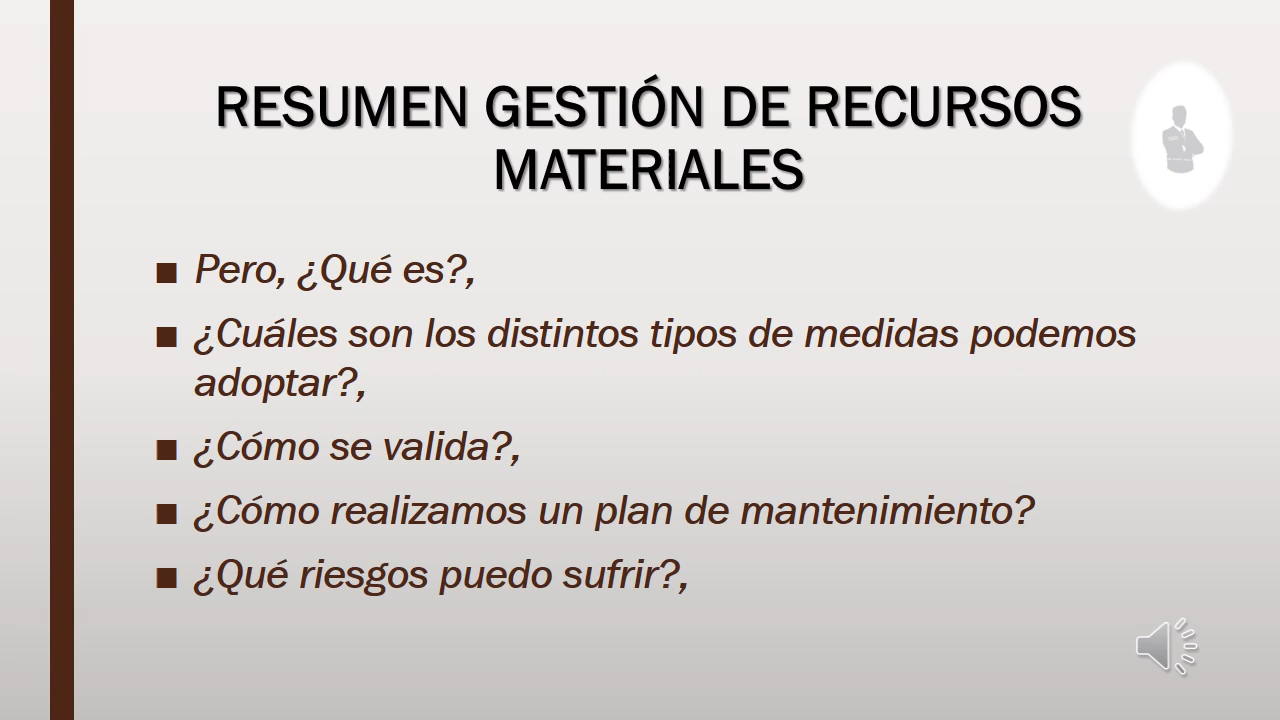 RESUMEN GESTIÓN DE RECURSOS
MATERIALES
■ Pero, ¿Qué es?,
■ ¿Cuáles son los distintos tipos de medidas podemos
adoptar?,
■ ¿Cómo se valida?,
■ ¿Cómo realizamos un plan de mantenimiento?
■ ¿Qué riesgos puedo sufrir?,